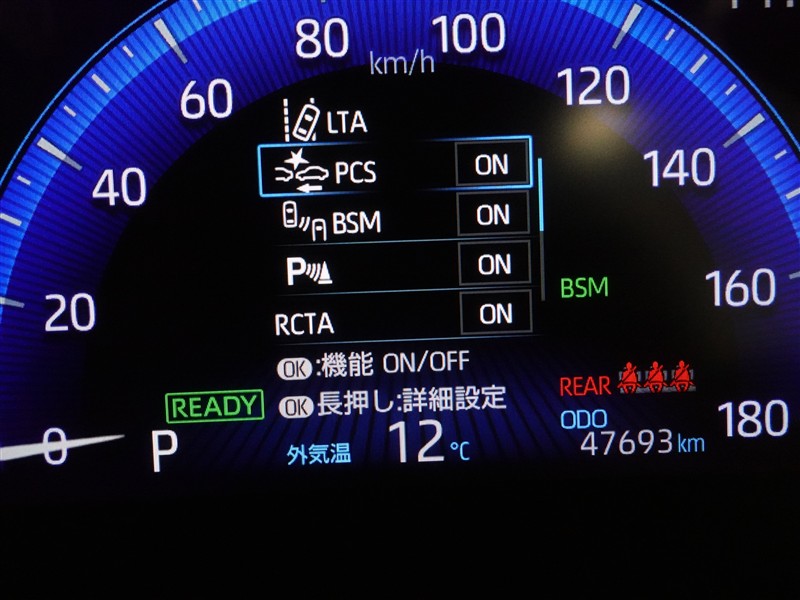 80 100
km/h
60 120
LTA
PCS ON
40 140
BSM ON
P ON
BSM
20 160
RCTA ON
OK:機能 ON/OFF
REAR
READY
OK長押し:詳細設定
ODO
0 P 外気温 12℃ 47693km 180